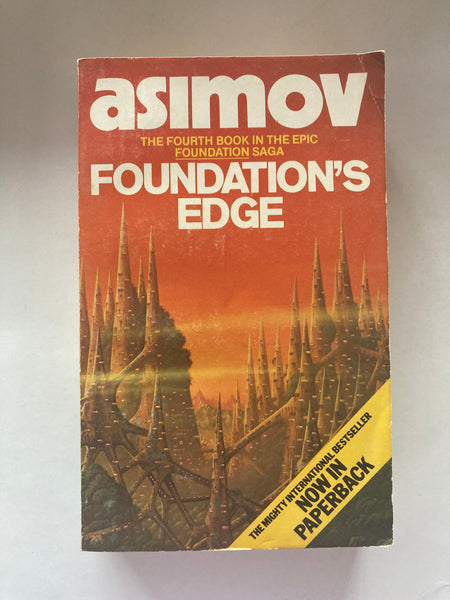 asimov
THE FOURTH BOOK IN THE EPIC
FOUNDATION SAGA
FOUNDATION'S
EDGE
THE MIGHTY INTERNATIONAL BESTSELLER
NOW IN
PAPERBACK